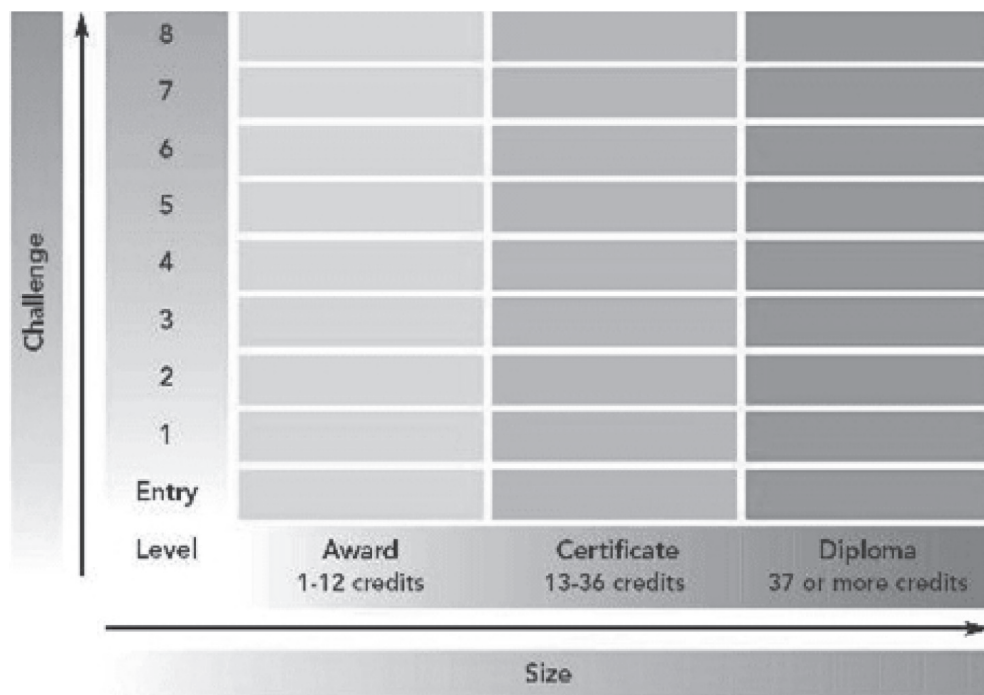 Challenge
8
7
6
5
4
3
2
1
Entry
Level
Award
1-12 credits
Certificate
13-36 credits
Diploma
37 or more credits
Size